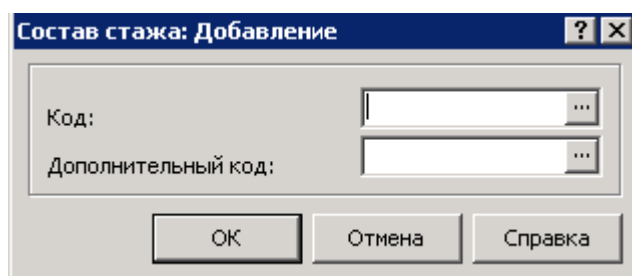 Состав стажа: Добавление
Код:
Дополнительный код:
ОК Отмена Справка